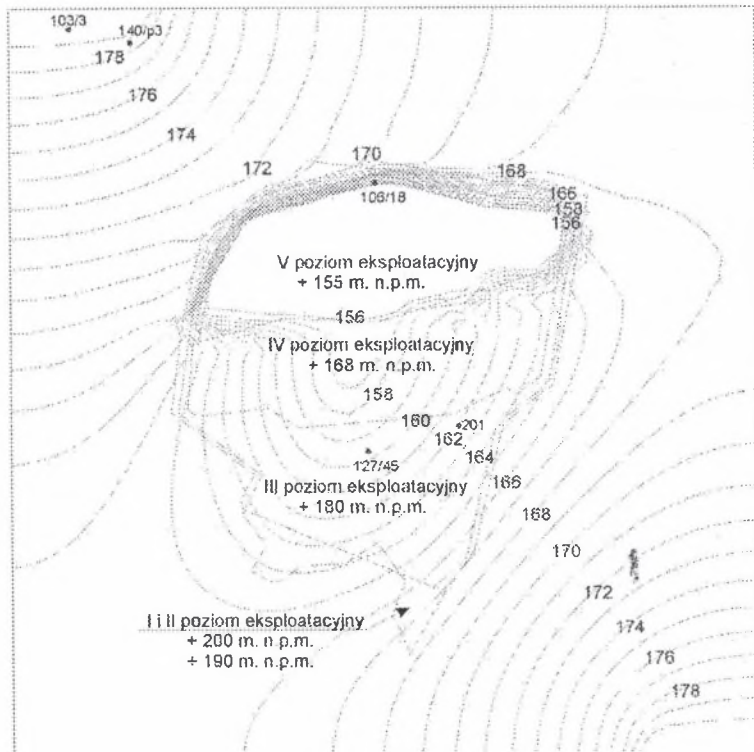 103/3
140/p3
178
176
174
172
170
168
166
158
156
106/18
V poziom eksploatacyjny
+ 155 m. n.p.m.
156
IV poziom eksploatacyjny
+ 168 m. n.p.m.
158
160
201
162
164
127/45
166
III poziom eksploatacyjny
+ 180 m. n.p.m.
168
170
172
I i II poziom eksploatacyjny
+ 200 m. n.p.m.
+ 190 m. n.p.m.
174
176
178